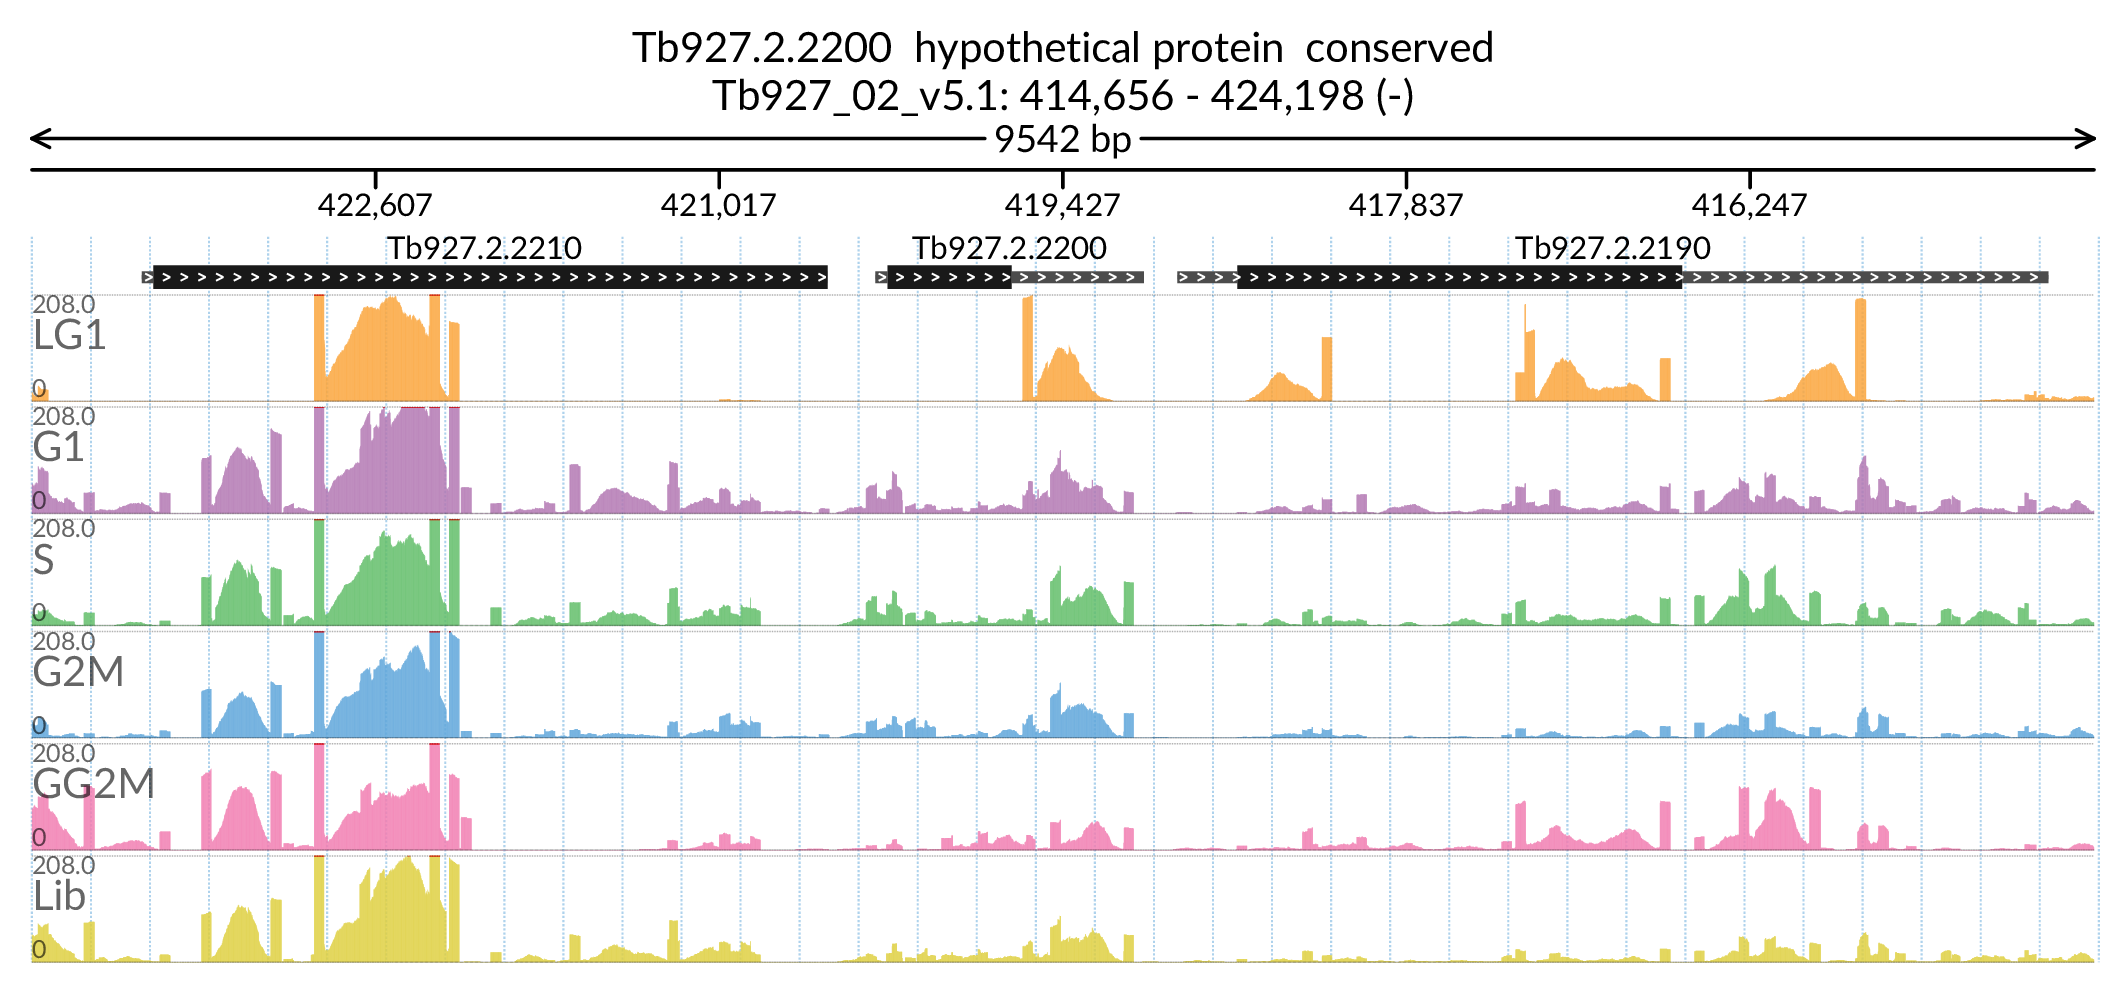 Tb927.2.2200  hypothetical protein  conserved
Tb927_02_v5.1: 414,656 - 424,198 (-)
9542 bp
422,607 421,017 419,427 417,837 416,247
Tb927.2.2210 Tb927.2.2200 Tb927.2.2190
208.0
LG1
0
208.0
G1
0
208.0
S
0
208.0
G2M
0
208.0
GG2M
0
208.0
Lib
0